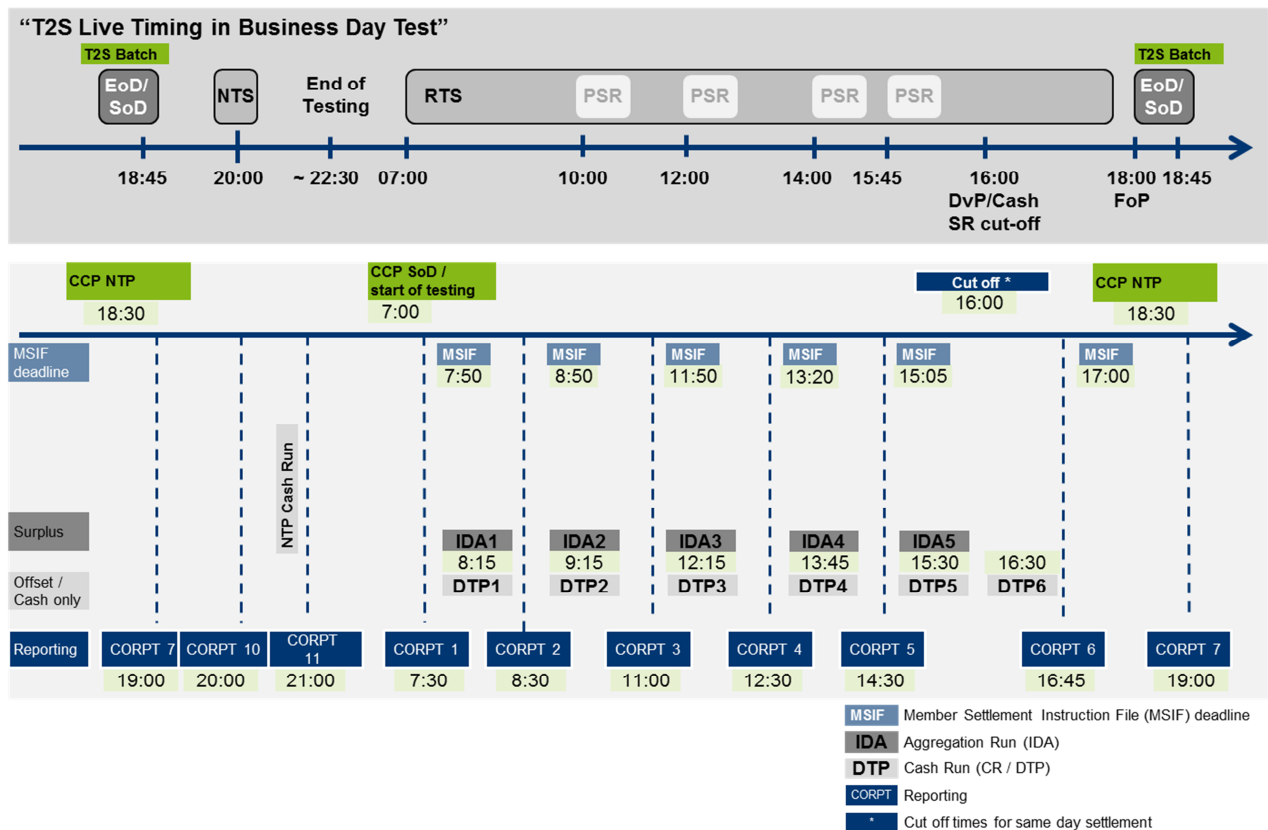 “T2S Live Timing in Business Day Test”
T2S Batch
T2S Batch
EoD/
SoD
NTS
End of
Testing
RTS
PSR
PSR
PSR
PSR
EoD/
SoD
18:45
20:00
~ 22:30
07:00
10:00
12:00
14:00
15:45
16:00
DvP/Cash
SR cut-off
18:00
FoP
18:45
CCP NTP
18:30
CCP SoD /
start of testing
7:00
Cut off *
16:00
CCP NTP
18:30
MSIF
deadline
MSIF
7:50
MSIF
8:50
MSIF
11:50
MSIF
13:20
MSIF
15:05
MSIF
17:00
NTP Cash Run
Surplus
IDA1
IDA2
IDA3
IDA4
IDA5
8:15
9:15
12:15
13:45
15:30
16:30
Offset /
Cash only
DTP1
DTP2
DTP3
DTP4
DTP5
DTP6
Reporting
CORPT 7
CORPT 10
CORPT
11
CORPT 1
CORPT 2
CORPT 3
CORPT 4
CORPT 5
CORPT 6
CORPT 7
19:00
20:00
21:00
7:30
8:30
11:00
12:30
14:30
16:45
19:00
MSIF Member Settlement Instruction File (MSIF) deadline
IDA Aggregation Run (IDA)
DTP Cash Run (CR / DTP)
CORPT Reporting
* Cut off times for same day settlement